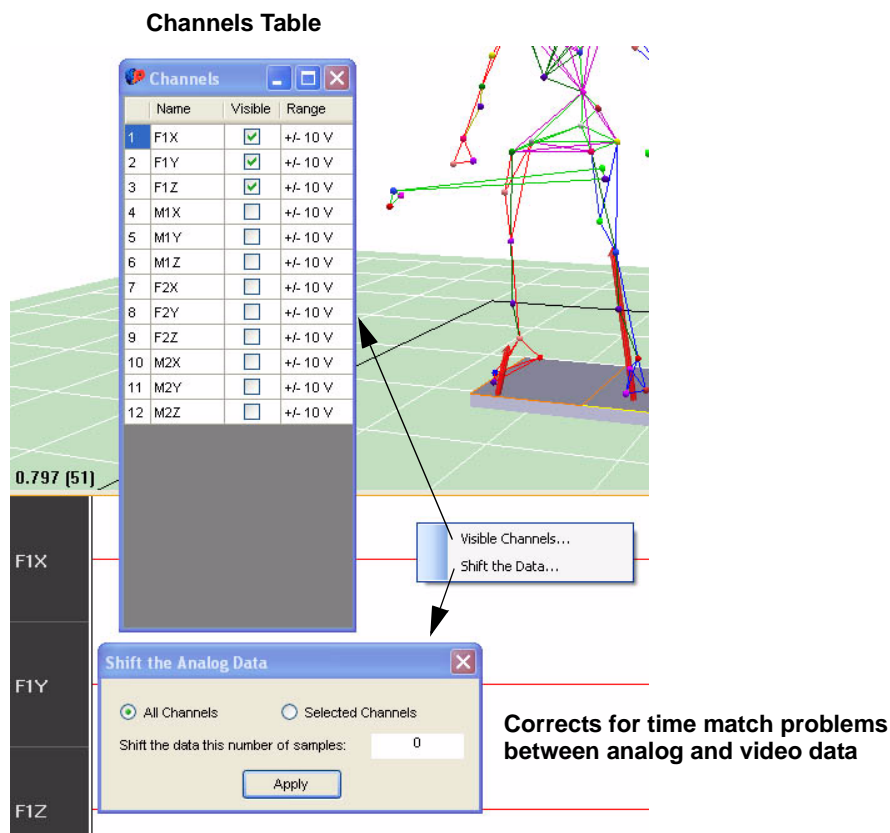 Channels Table
Channels
Name Visible Range
1 F1X +/- 10 V
2 F1Y +/- 10 V
3 F1Z +/- 10 V
4 M1X +/- 10 V
5 M1Y +/- 10 V
6 M1Z +/- 10 V
7 F2X +/- 10 V
8 F2Y +/- 10 V
9 F2Z +/- 10 V
10 M2X +/- 10 V
11 M2Y +/- 10 V
12 M2Z +/- 10 V
0.797 (51)
Visible Channels...
Shift the Data...
F1X
F1Y
F1Z
Shift the Analog Data
All Channels Selected Channels
Shift the data this number of samples: 0
Apply
Corrects for time match problems
between analog and video data